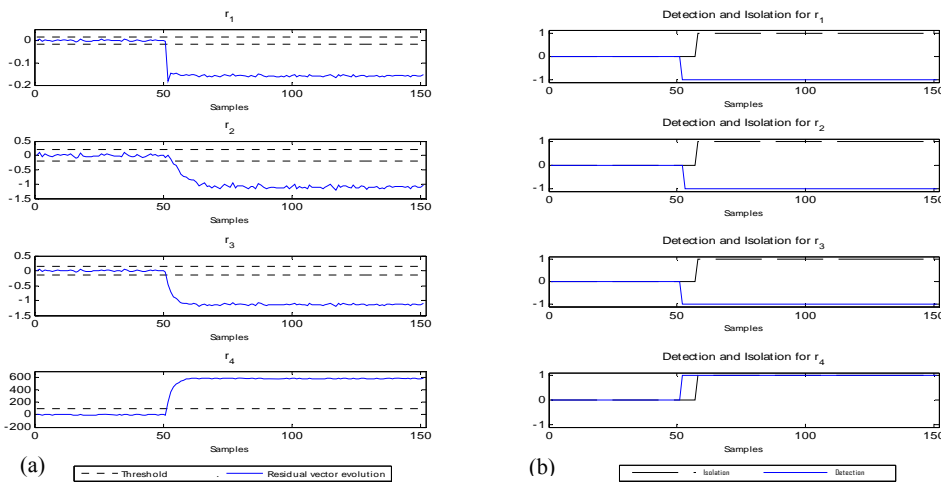 r1
0
-0.1
-0.2
0
50
100
150
Samples
r2
0.5
0
-0.5
-1
-1.5
0
50
100
150
Samples
r3
0.5
0
-0.5
-1
-1.5
0
50
100
150
Samples
r4
600
400
200
0
-200
0
50
100
150
Samples
(a)
Threshold
Residual vector evolution
Detection and Isolation for r1
1
0
-1
0
50
100
150
Samples
Detection and Isolation for r2
1
0
-1
0
50
100
150
Samples
Detection and Isolation for r3
1
0
-1
0
50
100
150
Samples
Detection and Isolation for r4
1
0
-1
0
50
100
150
Samples
(b)
Isolation
Detection